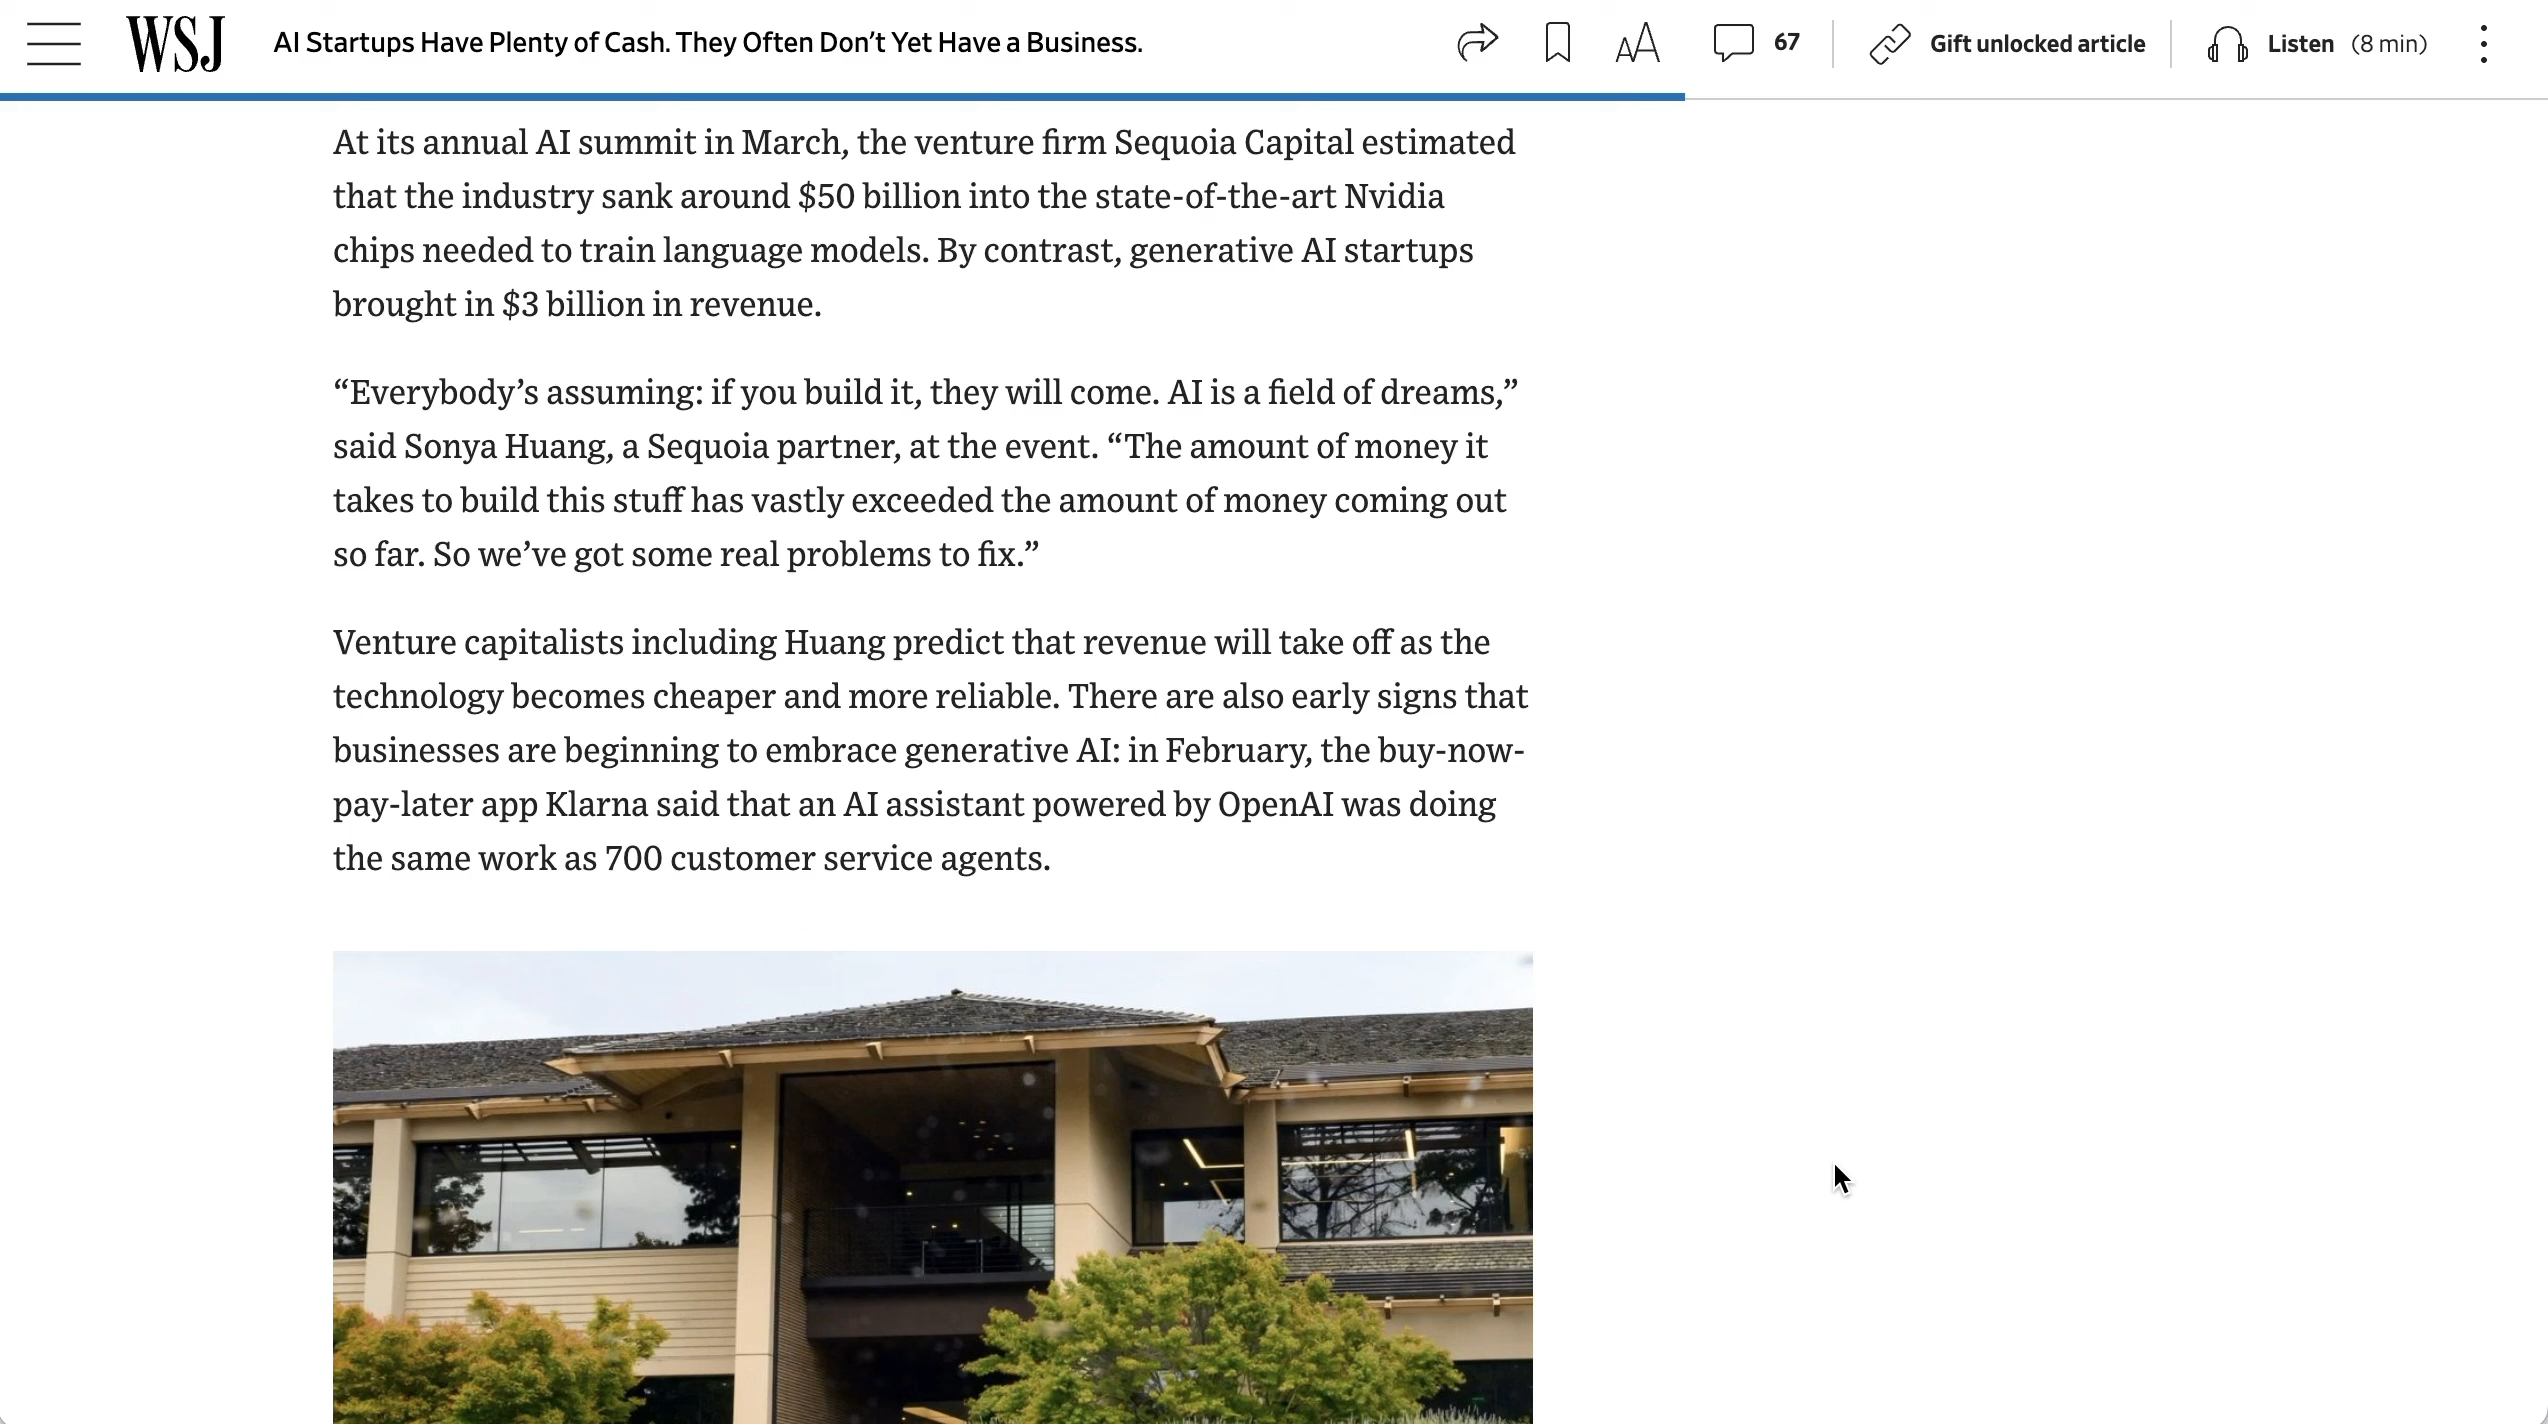 WSJ
AI Startups Have Plenty of Cash. They Often Don’t Yet Have a Business.
AA
67
Gift unlocked article
Listen (8 min)
At its annual AI summit in March, the venture firm Sequoia Capital estimated
that the industry sank around $50 billion into the state-of-the-art Nvidia
chips needed to train language models. By contrast, generative AI startups
brought in $3 billion in revenue.
“Everybody’s assuming: if you build it, they will come. AI is a field of dreams,”
said Sonya Huang, a Sequoia partner, at the event. “The amount of money it
takes to build this stuff has vastly exceeded the amount of money coming out
so far. So we’ve got some real problems to fix.”
Venture capitalists including Huang predict that revenue will take off as the
technology becomes cheaper and more reliable. There are also early signs that
businesses are beginning to embrace generative AI: in February, the buy-now-
pay-later app Klarna said that an AI assistant powered by OpenAI was doing
the same work as 700 customer service agents.